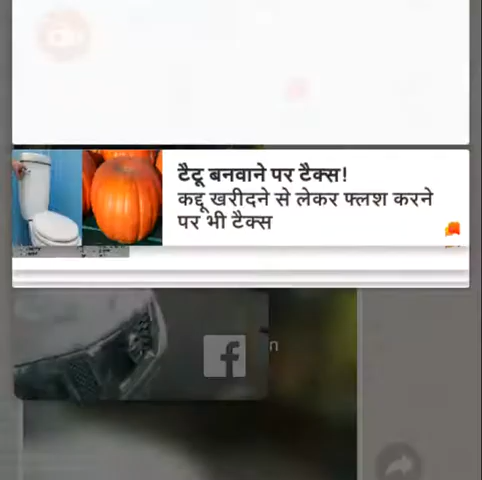 टैटू बनवाने पर टैक्स!
कद्दू खरीदने से लेकर फ्लश करने
पर भी टैक्स